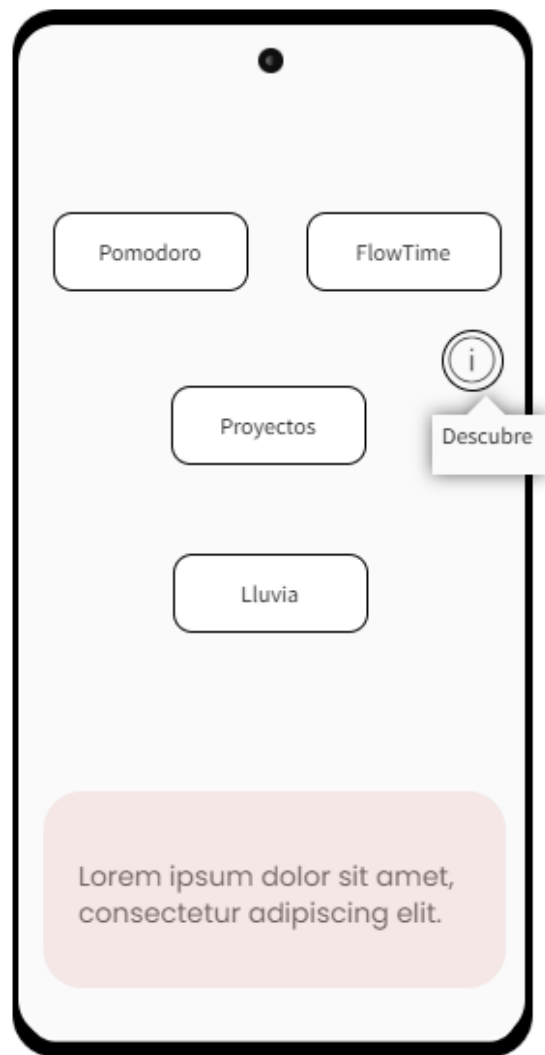 Pomodoro
FlowTime
i
Proyectos
Descubre
Lluvia
Lorem ipsum dolor sit amet,
consectetur adipiscing elit.